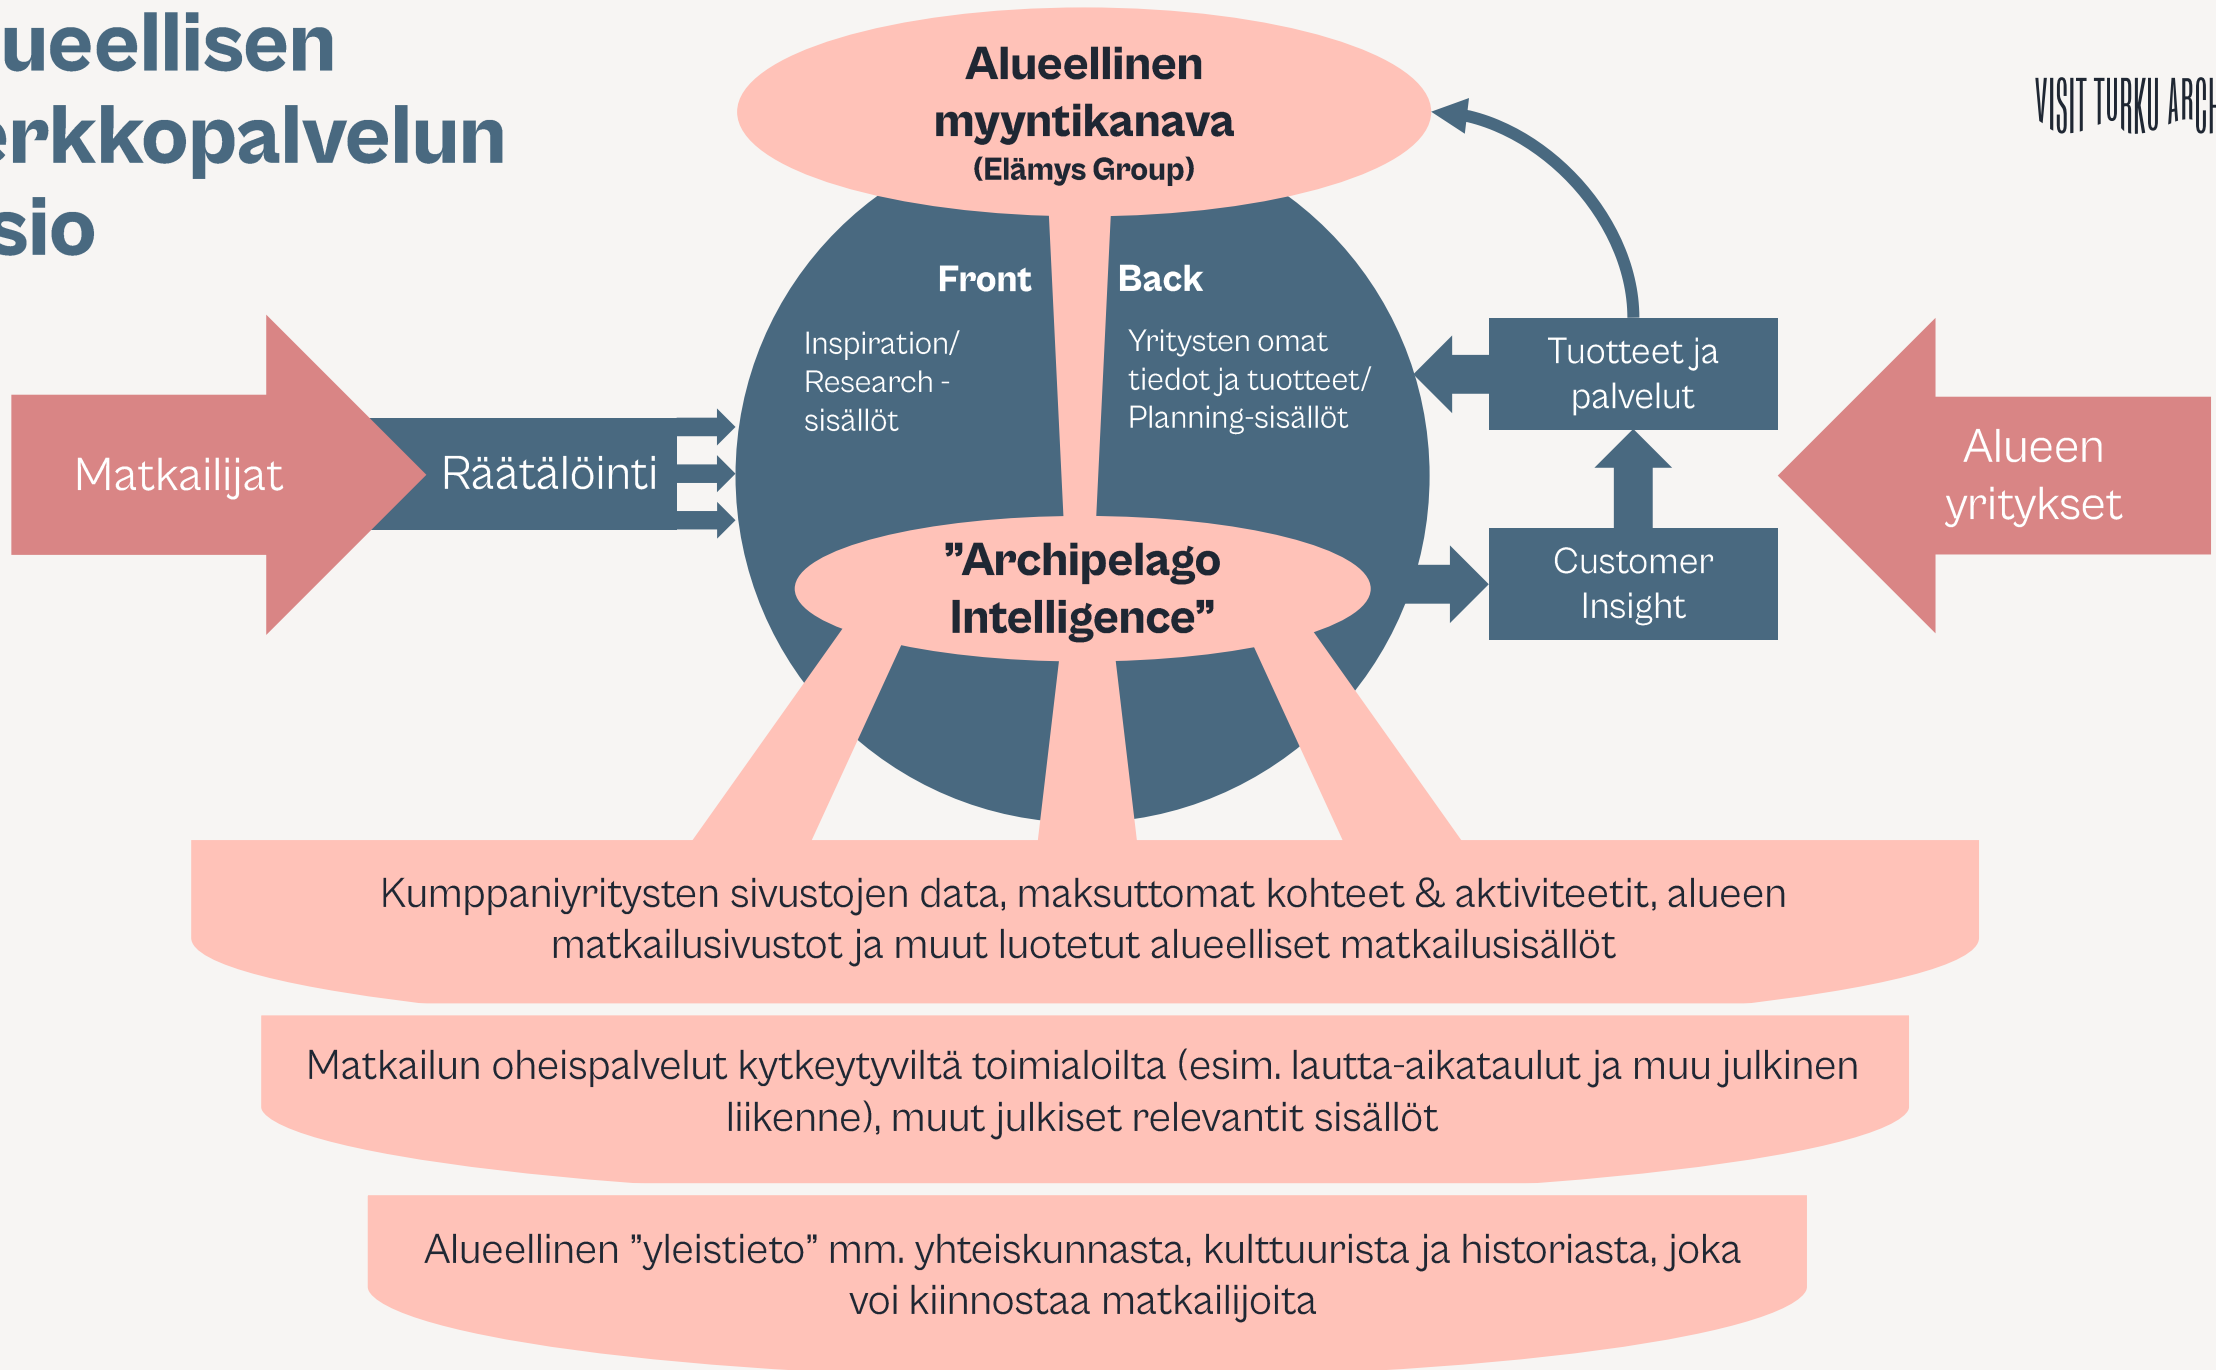 ueellisen
erkkopalvelun
sio
VISIT TURKU ARCH
Alueellinen
myyntikanava
(Elämys Group)
Front
Inspiration/
Research -
sisällöt
Back
Yritysten omat
tiedot ja tuotteet/
Planning-sisällöt
Matkailijat
Räätälöinti
Tuotteet ja
palvelut
Customer
Insight
Alueen
yritykset
”Archipelago
Intelligence”
Kumppaniyritysten sivustojen data, maksuttomat kohteet & aktiviteetit, alueen
matkailusivustot ja muut luotetut alueelliset matkailusisällöt
Matkailun oheispalvelut kytkeytyviltä toimialoilta (esim. lautta-aikataulut ja muu julkinen
liikenne), muut julkiset relevantit sisällöt
Alueellinen ”yleistieto” mm. yhteiskunnasta, kulttuurista ja historiasta, joka
voi kiinnostaa matkailijoita